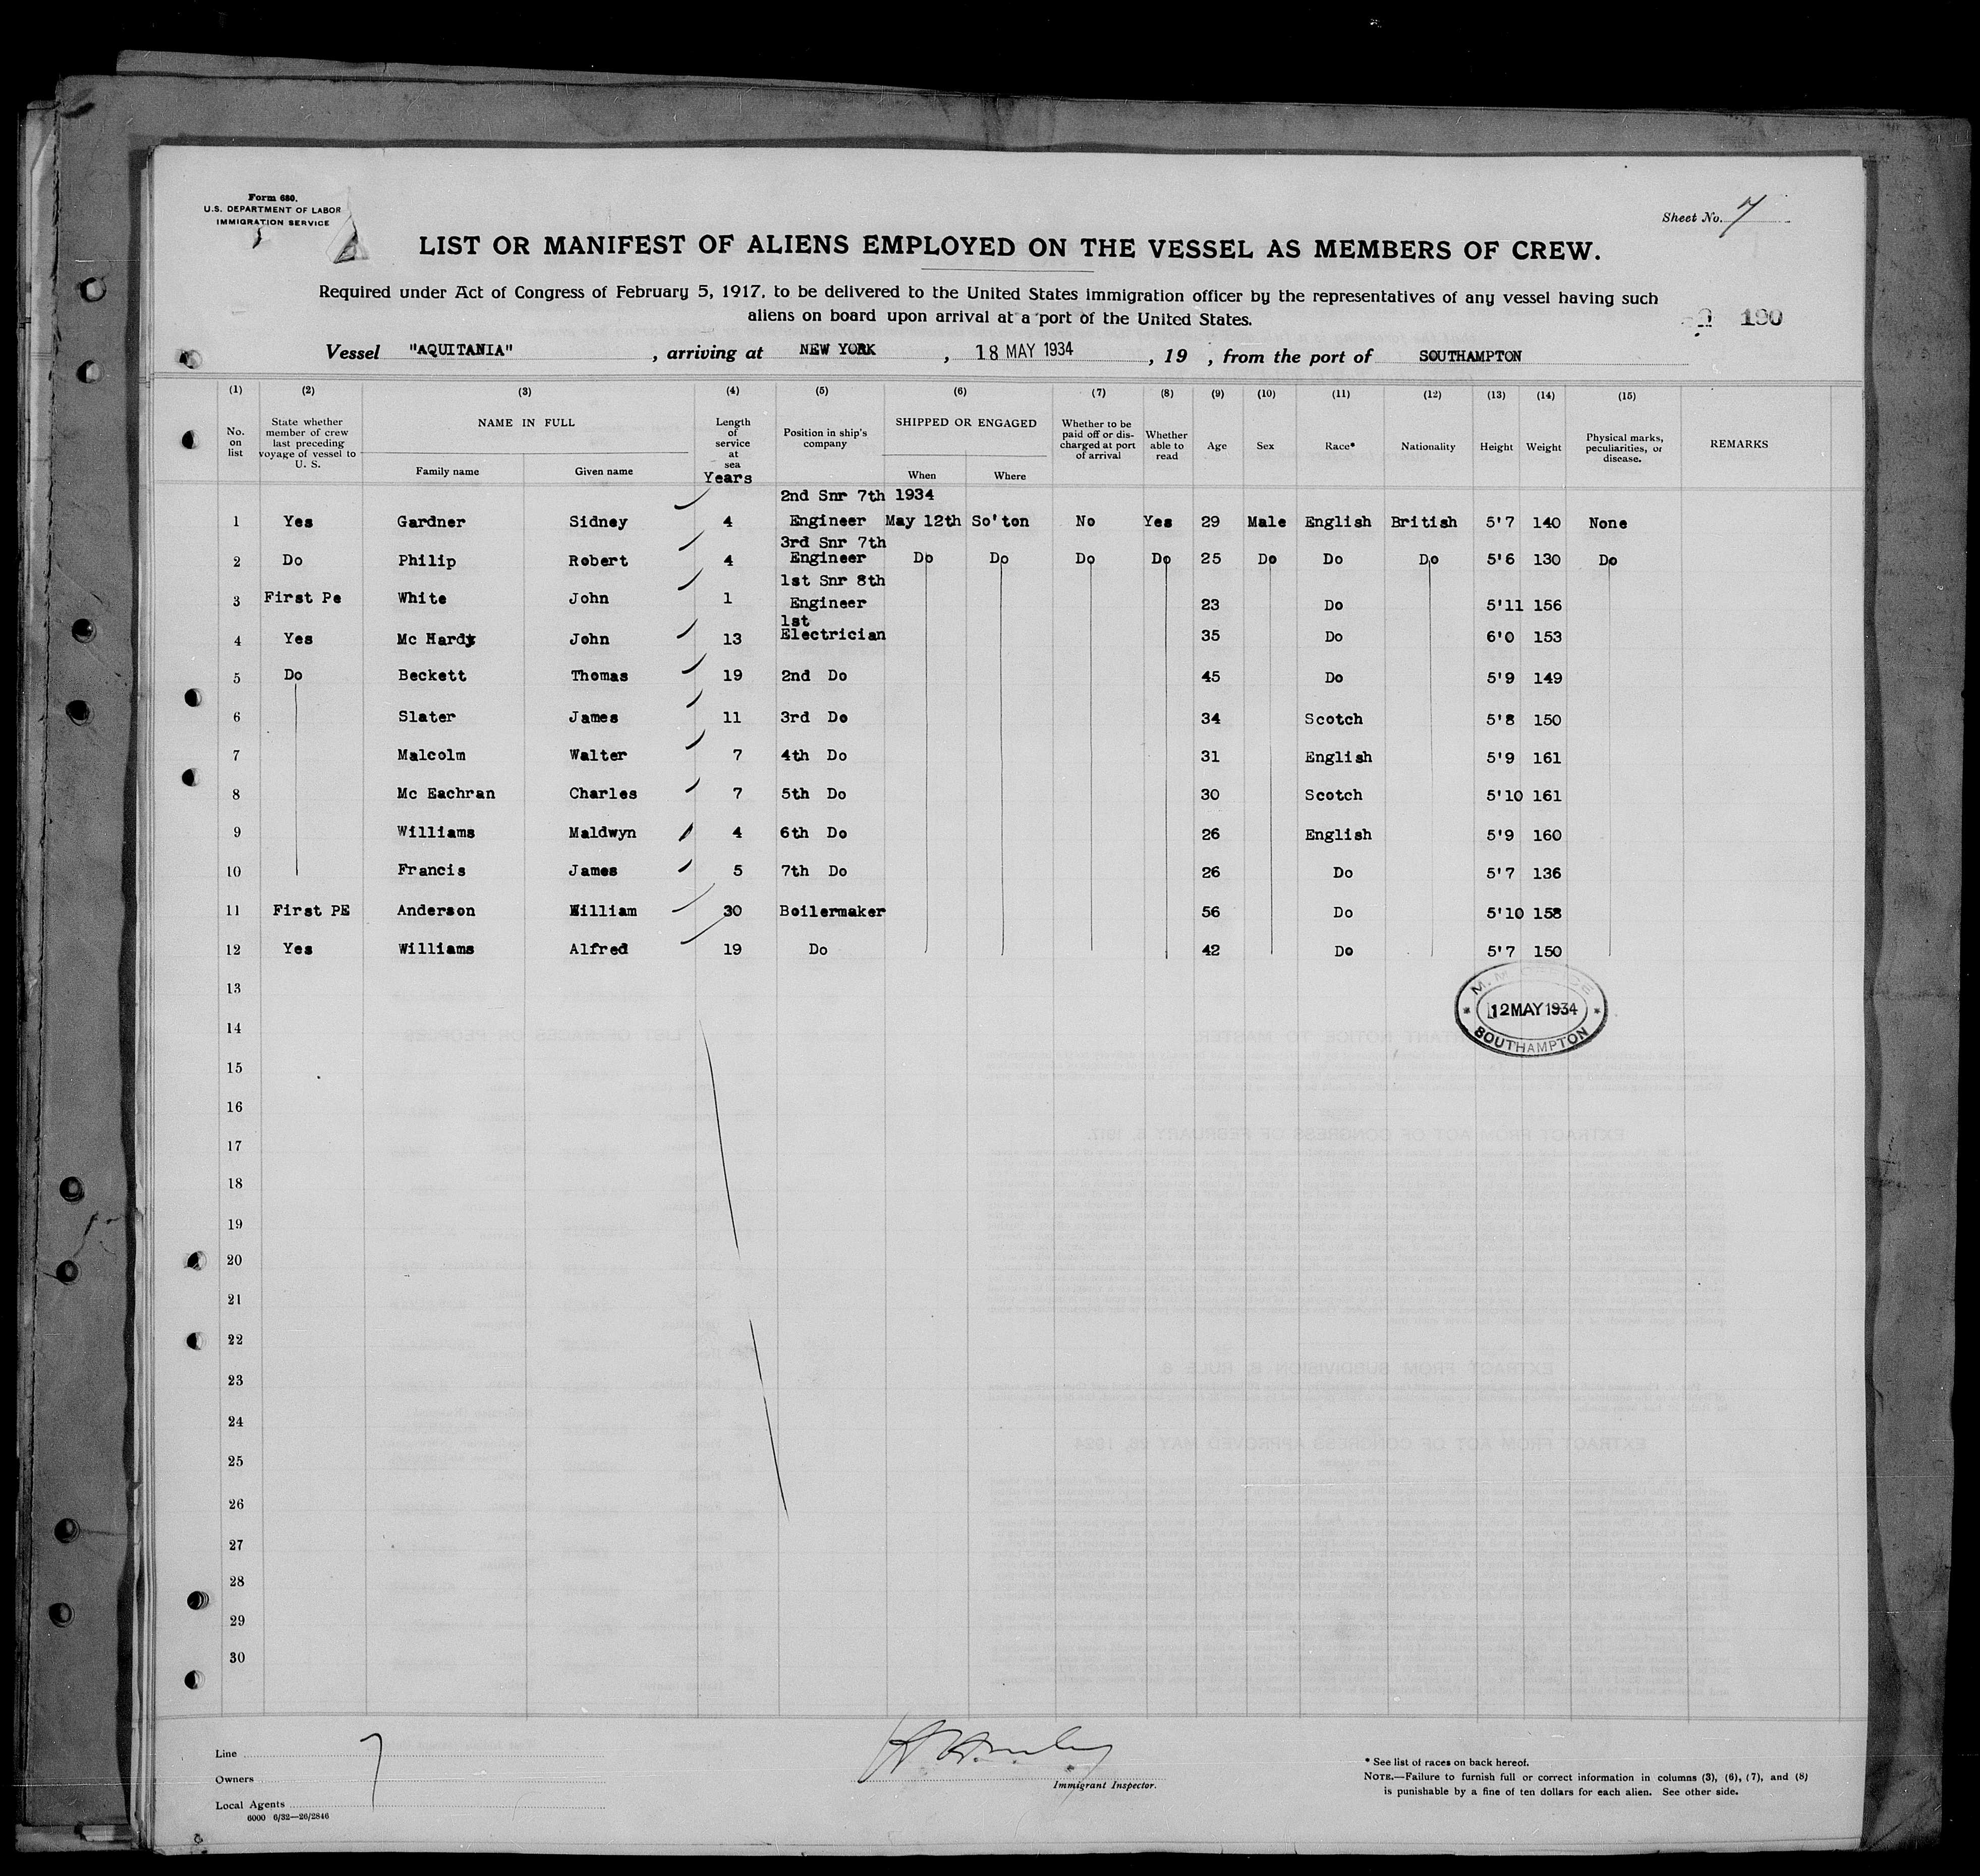 Form 680.
U.S. DEPARTMENT OF LABOR
IMMIGRATION SERVICE
Sheet No. 7
LIST OR MANIFEST OF ALIENS EMPLOYED ON THE VESSEL AS MEMBERS OF CREW.
Required under Act of Congress of February 5, 1917, to be delivered to the United States immigration officer by the representatives of any vessel having such
aliens on board upon arrival at a port of the United States.
190
Vessel "AQUITANIA", arriving at NEW YORK, 18 MAY 1934, 19 , from the port of SOUTHAMPTON
(1) (2) (3) (4) (5) (6) (7) (8) (9) (10) (11) (12) (13) (14) (15)
No. on list
State whether member of crew last preceding voyage of vessel to U. S.
NAME IN FULL
Family name
Given name
Length of service at sea
Years
Position in ship's company
SHIPPED OR ENGAGED
When
Where
Whether to be paid off or discharged at port of arrival
Whether able to read
Age
Sex
Race*
Nationality
Height
Weight
Physical marks, peculiarities, or disease.
REMARKS
2nd Snr 7th 1934
1 Yes Gardner Sidney 4 Engineer May 12th So'ton No Yes 29 Male English British 5'7 140 None
3rd Snr 7th
2 Do Philip Robert 4 Engineer Do Do Do Do 25 Do Do Do 5'6 130 Do
1st Snr 8th
3 First Pe White John 1 Engineer 23 Do 5'11 156
1st
4 Yes Mc Hardy John 13 Electrician 35 Do 6'0 153
5 Do Beckett Thomas 19 2nd Do 45 Do 5'9 149
6 Slater James 11 3rd Do 34 Scotch 5'8 150
7 Malcolm Walter 7 4th Do 31 English 5'9 161
8 Mc Eachran Charles 7 5th Do 30 Scotch 5'10 161
9 Williams Maldwyn 4 6th Do 26 English 5'9 160
10 Francis James 5 7th Do 26 Do 5'7 136
11 First PE Anderson William 30 Boilermaker 56 Do 5'10 158
12 Yes Williams Alfred 19 Do 42 Do 5'7 150
13
12 MAY 1934
SOUTHAMPTON
14
15
16
17
18
19
20
21
22
23
24
25
26
27
28
29
30
Line
7
Owners
Local Agents
6000 6/32—26/2846
Immigrant Inspector.
* See list of races on back hereof.
NOTE.—Failure to furnish full or correct information in columns (3), (6), (7), and (8)
is punishable by a fine of ten dollars for each alien. See other side.